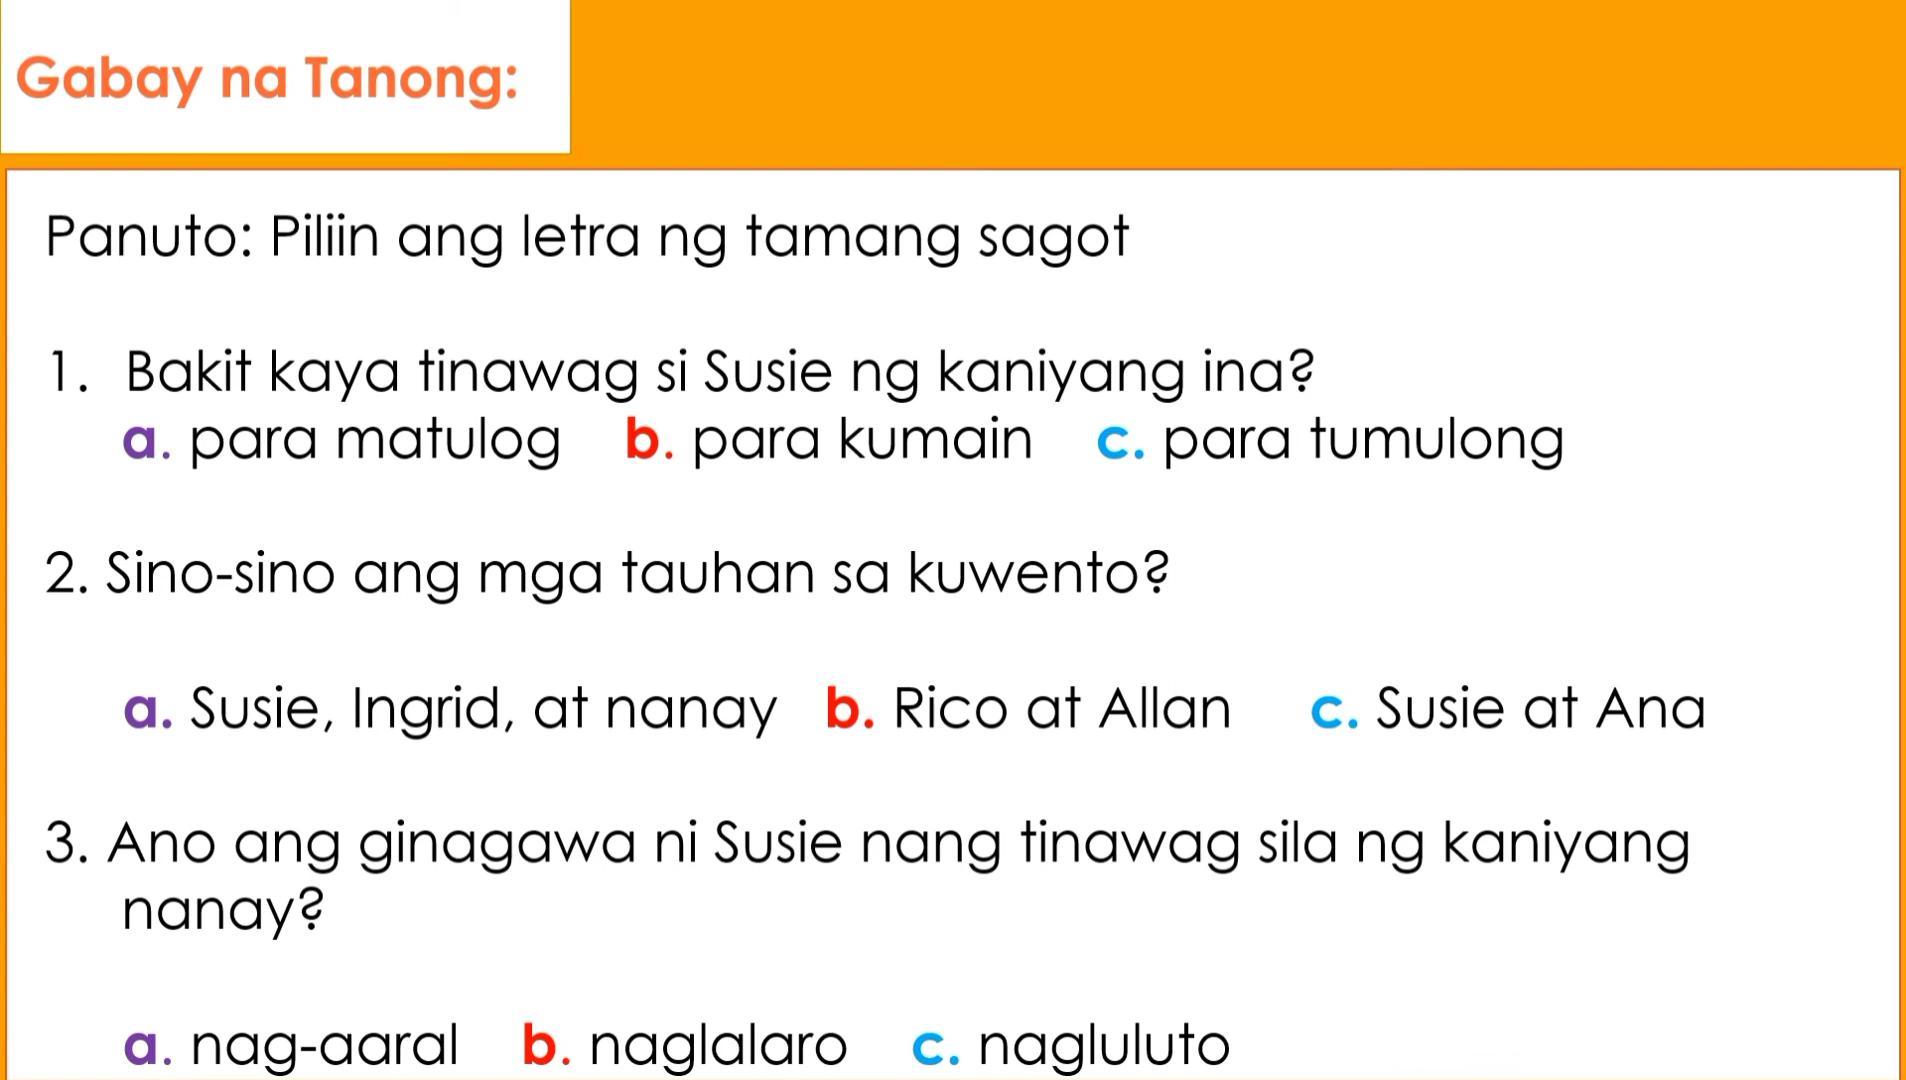 Gabay na Tanong:
Panuto: Piliin ang letra ng tamang sagot
1. Bakit kaya tinawag si Susie ng kaniyang ina?
a. para matulog b. para kumain c. para tumulong
2. Sino-sino ang mga tauhan sa kuwento?
a. Susie, Ingrid, at nanay b. Rico at Allan c. Susie at Ana
3. Ano ang ginagawa ni Susie nang tinawag sila ng kaniyang
nanay?
a. nag-aaral b. naglalaro c. nagluluto